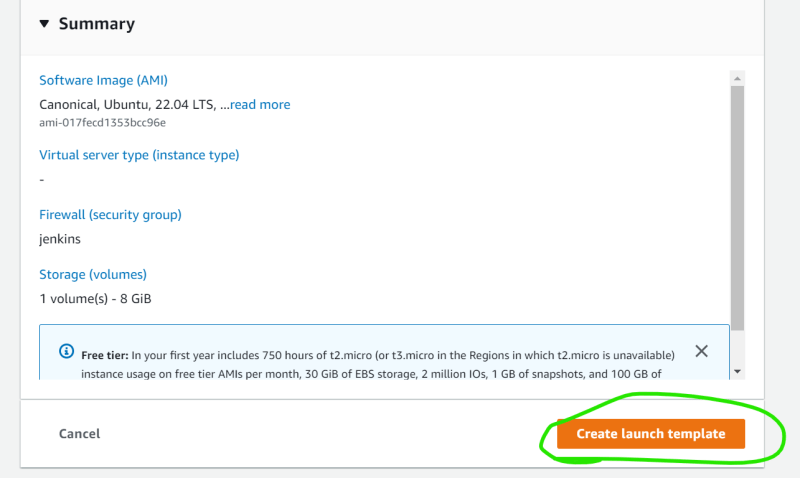 Summary
Software Image (AMI)
Canonical, Ubuntu, 22.04 LTS, ...read more
ami-017fecd1353bcc96e
Virtual server type (instance type)
-
Firewall (security group)
jenkins
Storage (volumes)
1 volume(s) - 8 GiB
Free tier: In your first year includes 750 hours of t2.micro (or t3.micro in the Regions in which t2.micro is unavailable)
instance usage on free tier AMIs per month, 30 GiB of EBS storage, 2 million IOs, 1 GB of snapshots, and 100 GB of
Cancel
Create launch template